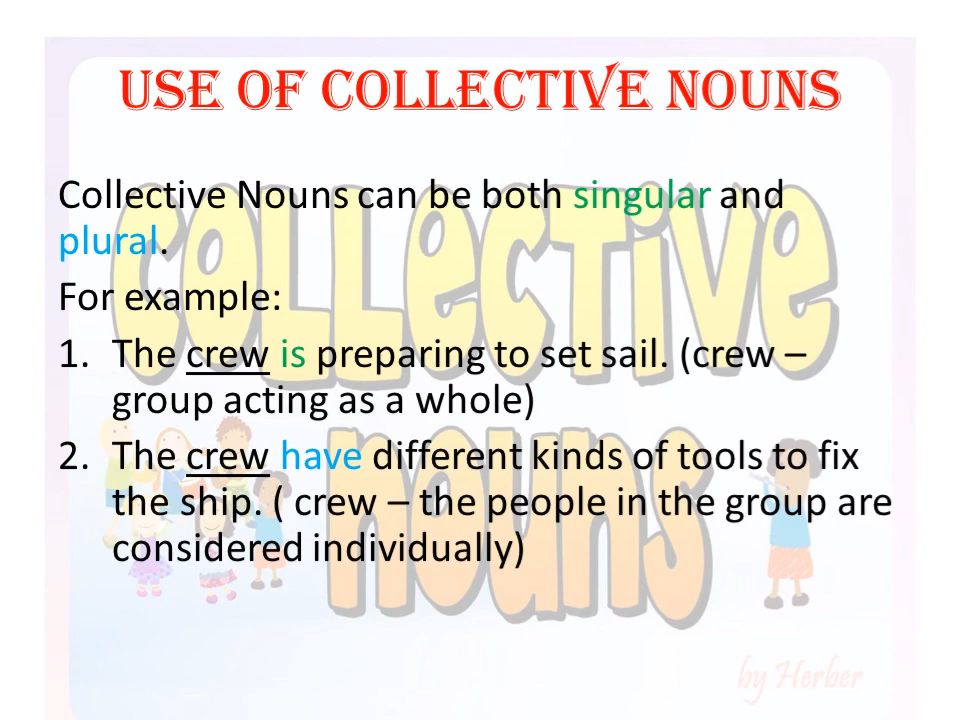 USE OF COLLECTIVE NOUNS
Collective Nouns can be both singular and
plural.
For example:
1. The crew is preparing to set sail. (crew –
group acting as a whole)
2. The crew have different kinds of tools to fix
the ship. ( crew – the people in the group are
considered individually)
COLLECTIVE
NOUNS
by Herber